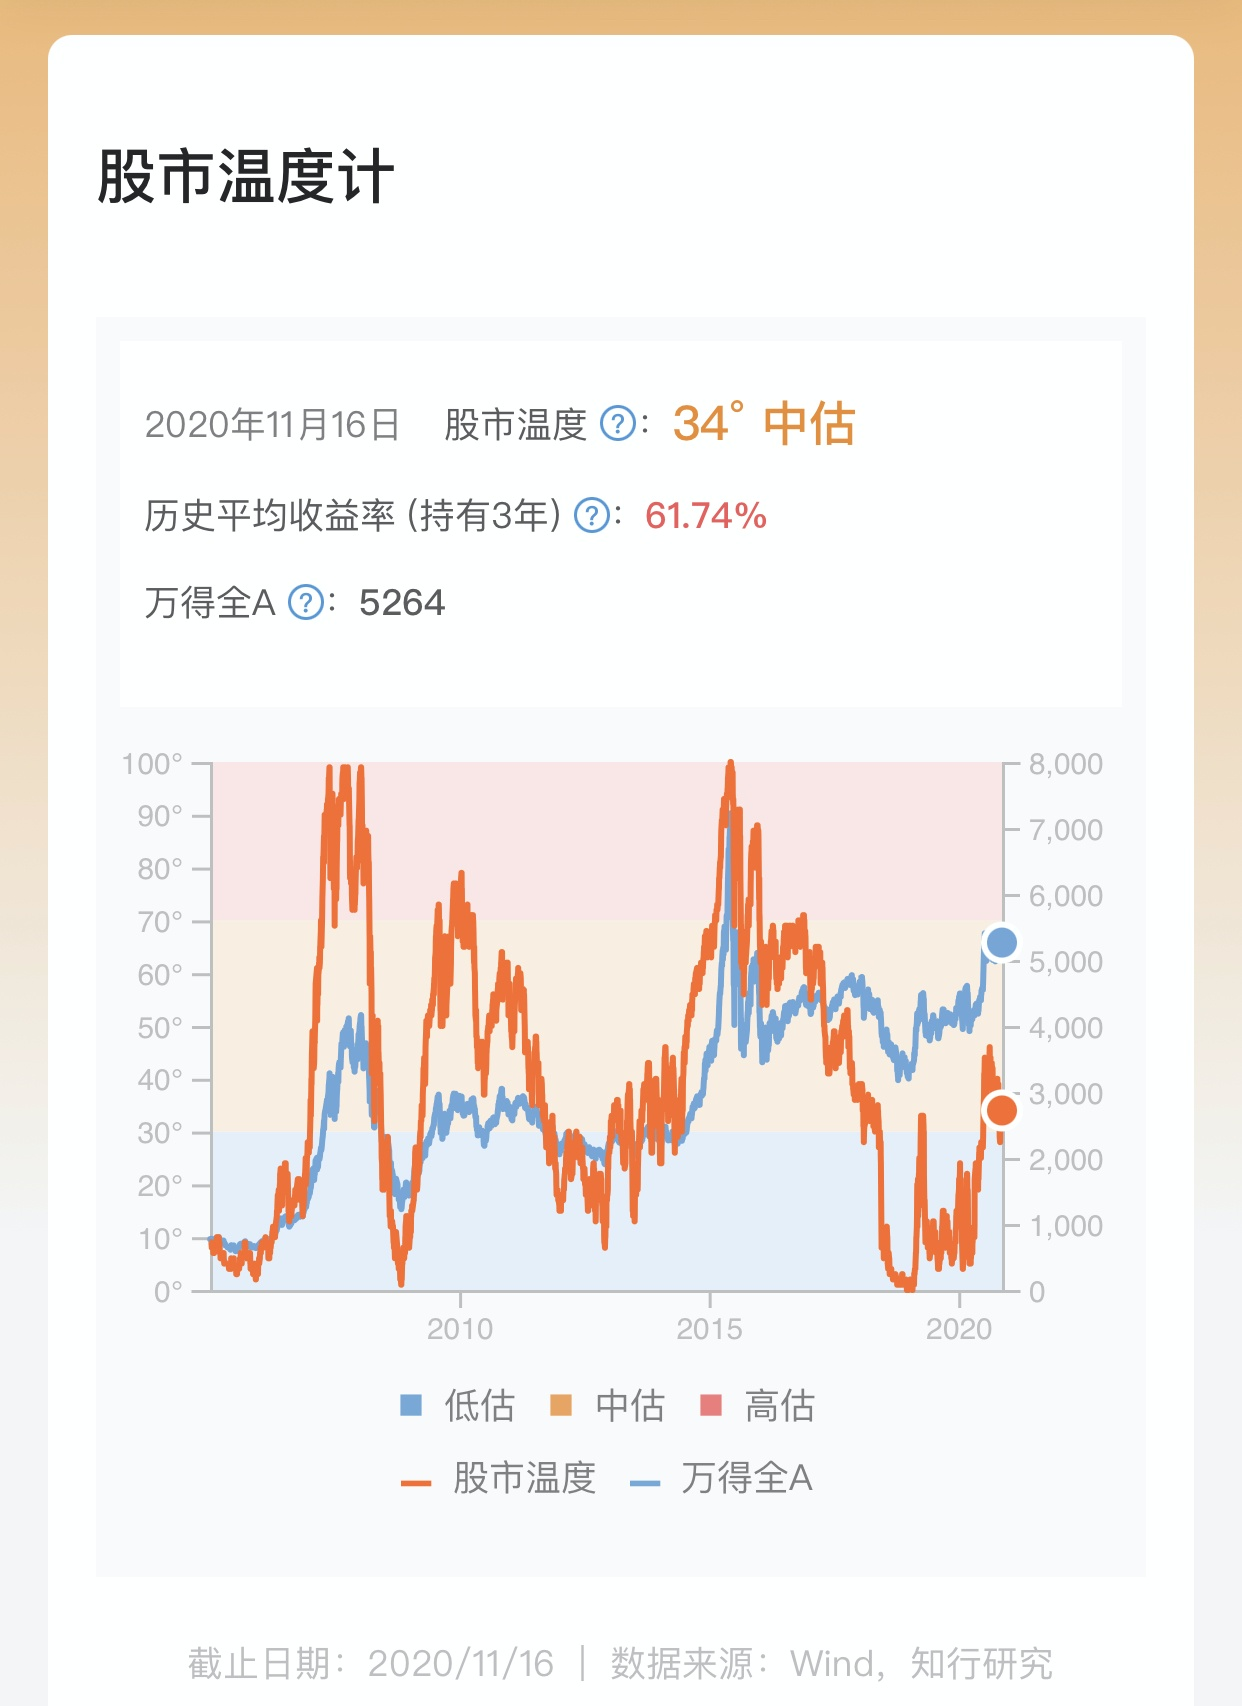 股市温度计
2020年11月16日 股市温度 ?: 34° 中估
历史平均收益率 (持有3年) ?: 61.74%
万得全A ?: 5264
100° 8,000
90° 7,000
80° 6,000
70° 5,000
60° 4,000
50° 3,000
40° 2,000
30° 1,000
20° 0
10°
0°
2010 2015 2020
低估 中估 高估
股市温度 万得全A
截止日期：2020/11/16 | 数据来源：Wind，知行研究